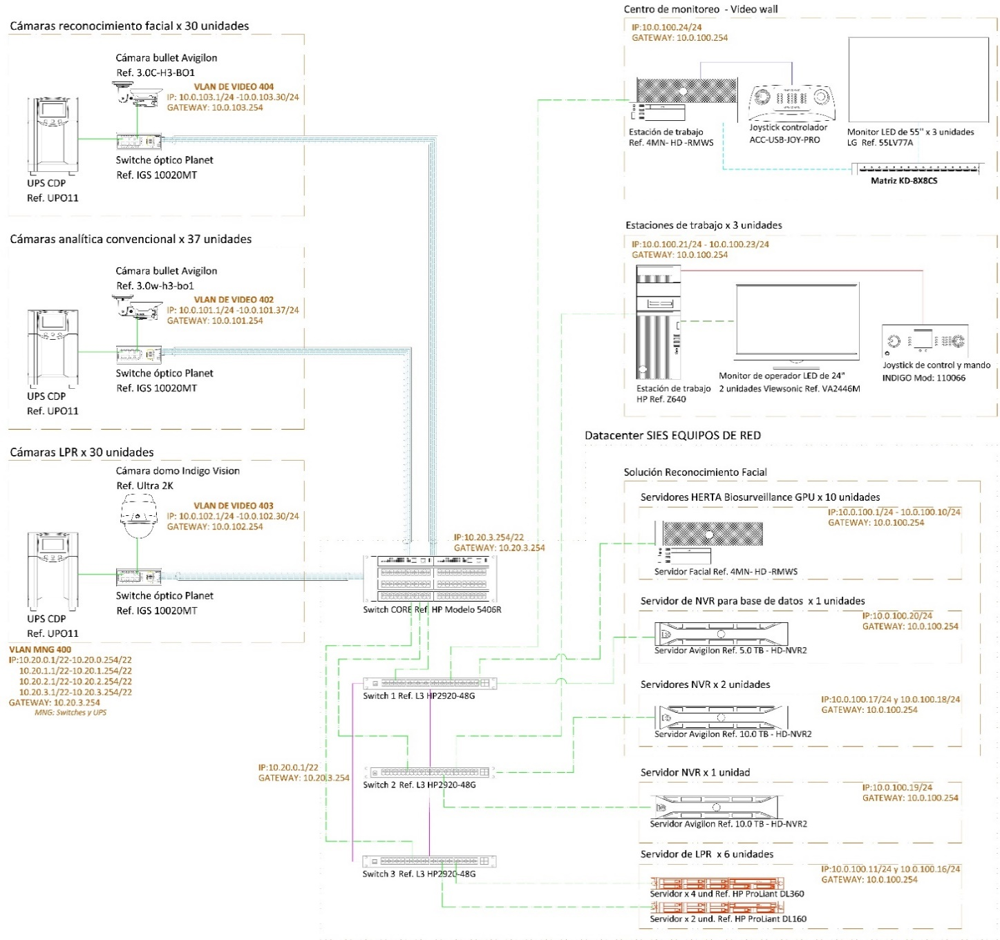 Cámaras reconocimiento facial x 30 unidades
Cámara bullet Avigilon
Ref. 3.0C-H3-BO1
VLAN DE VIDEO 404
IP: 10.0.103.1/24 -10.0.103.30/24
GATEWAY: 10.0.103.254
Switche óptico Planet
Ref. IGS 10020MT
UPS CDP
Ref. UPO11
Cámaras analítica convencional x 37 unidades
Cámara bullet Avigilon
Ref. 3.0w-h3-bo1
VLAN DE VIDEO 402
IP: 10.0.101.1/24 -10.0.101.37/24
GATEWAY: 10.0.101.254
Switche óptico Planet
Ref. IGS 10020MT
UPS CDP
Ref. UPO11
Cámaras LPR x 30 unidades
Cámara domo Indigo Vision
Ref. Ultra 2K
VLAN DE VIDEO 403
IP: 10.0.102.1/24 -10.0.102.30/24
GATEWAY: 10.0.102.254
Switche óptico Planet
Ref. IGS 10020MT
UPS CDP
Ref. UPO11
VLAN MNG 400
IP:10.20.0.1/22-10.20.0.254/22
10.20.1.1/22-10.20.1.254/22
10.20.2.1/22-10.20.2.254/22
10.20.3.1/22-10.20.3.254/22
GATEWAY: 10.20.3.254
MNG: Switches y UPS
IP:10.20.3.254/22
GATEWAY: 10.20.3.254
Switch CORE Ref. HP Modelo 5406R
Switch 1 Ref. L3 HP2920-48G
IP:10.20.0.1/22
GATEWAY: 10.20.3.254
Switch 2 Ref. L3 HP2920-48G
Switch 3 Ref. L3 HP2920-48G
Centro de monitoreo - Video wall
IP:10.0.100.24/24
GATEWAY: 10.0.100.254
Estación de trabajo
Ref. 4MN- HD -RMWS
Joystick controlador
ACC-USB-JOY-PRO
Monitor LED de 55" x 3 unidades
LG Ref. 55LV77A
Matriz KD-8X8CS
Estaciones de trabajo x 3 unidades
IP:10.0.100.21/24 - 10.0.100.23/24
GATEWAY: 10.0.100.254
Estación de trabajo
HP Ref. Z640
Monitor de operador LED de 24"
2 unidades Viewsonic Ref. VA2446M
Joystick de control y mando
INDIGO Mod: 110066
Datacenter SIES EQUIPOS DE RED
Solución Reconocimiento Facial
Servidores HERTA Biosurveillance GPU x 10 unidades
IP:10.0.100.1/24 - 10.0.100.10/24
GATEWAY: 10.0.100.254
Servidor Facial Ref. 4MN- HD -RMWS
Servidor de NVR para base de datos x 1 unidades
IP:10.0.100.20/24
GATEWAY: 10.0.100.254
Servidor Avigilon Ref. 5.0 TB - HD-NVR2
Servidores NVR x 2 unidades
IP:10.0.100.17/24 y 10.0.100.18/24
GATEWAY: 10.0.100.254
Servidor Avigilon Ref. 10.0 TB - HD-NVR2
Servidor NVR x 1 unidad
IP:10.0.100.19/24
GATEWAY: 10.0.100.254
Servidor Avigilon Ref. 10.0 TB - HD-NVR2
Servidor de LPR x 6 unidades
IP:10.0.100.11/24 y 10.0.100.16/24
GATEWAY: 10.0.100.254
Servidor x 4 und Ref. HP ProLiant DL360
Servidor x 2 und. Ref. HP ProLiant DL160